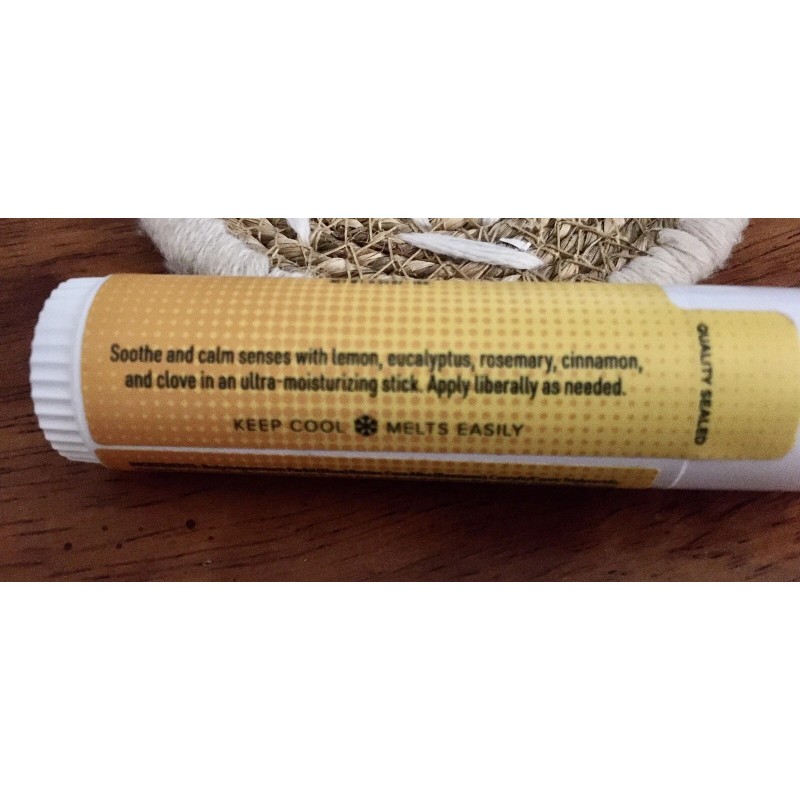 Soothe and calm senses with lemon, eucalyptus, rosemary, cinnamon,
and clove in an ultra-moisturizing stick. Apply liberally as needed.
KEEP COOL MELTS EASILY
QUALITY SEALED